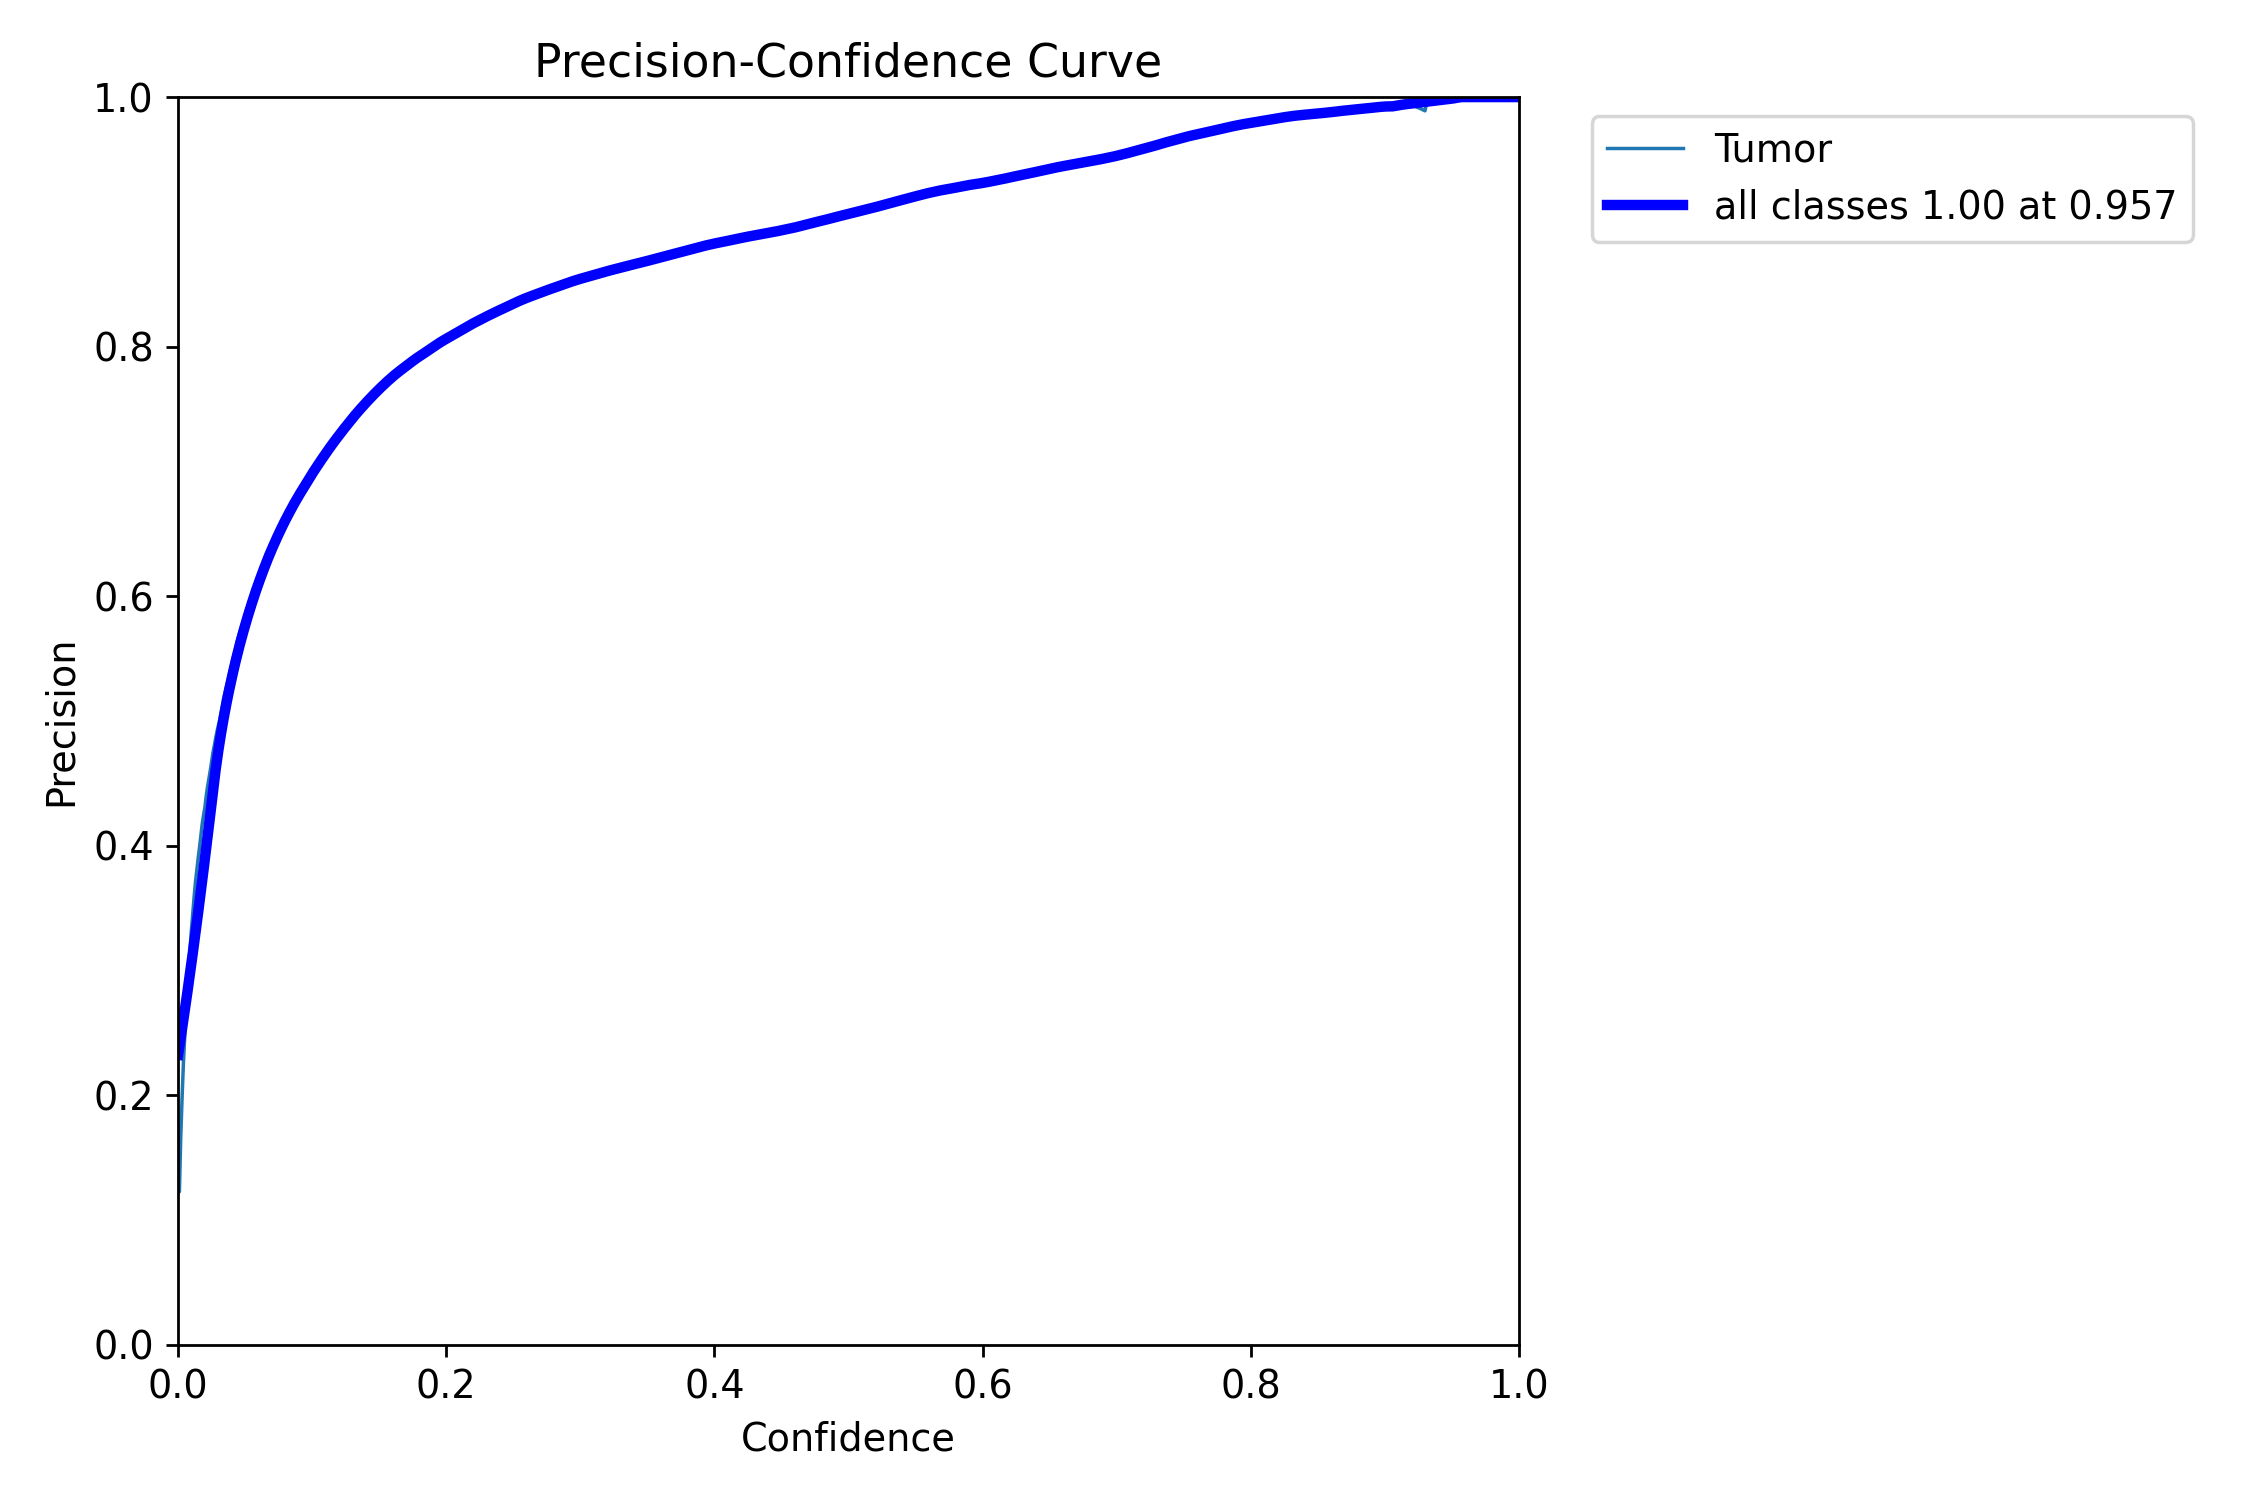 Precision-Confidence Curve
1.0
0.8
0.6
0.4
0.2
0.0
Precision
0.0 0.2 0.4 0.6 0.8 1.0
Confidence
Tumor
all classes 1.00 at 0.957